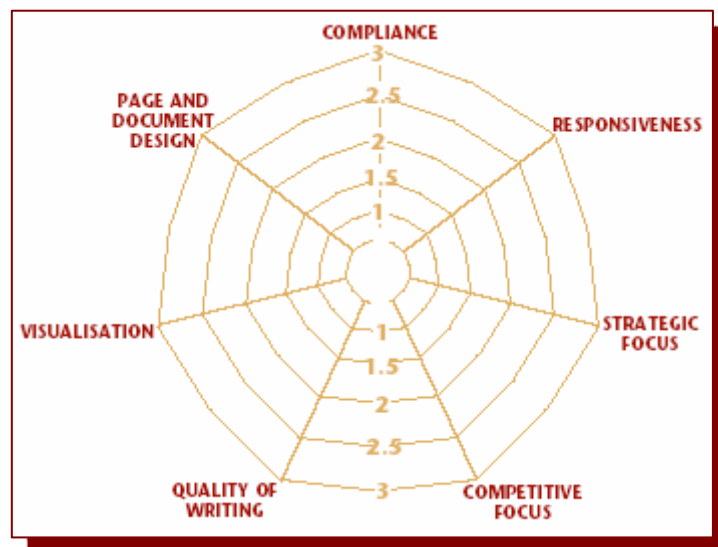 COMPLIANCE
3
PAGE AND
DOCUMENT
DESIGN
2.5
RESPONSIVENESS
2
1.5
1
VISUALISATION
STRATEGIC
FOCUS
1
1.5
2
2.5
3
QUALITY OF
WRITING
COMPETITIVE
FOCUS